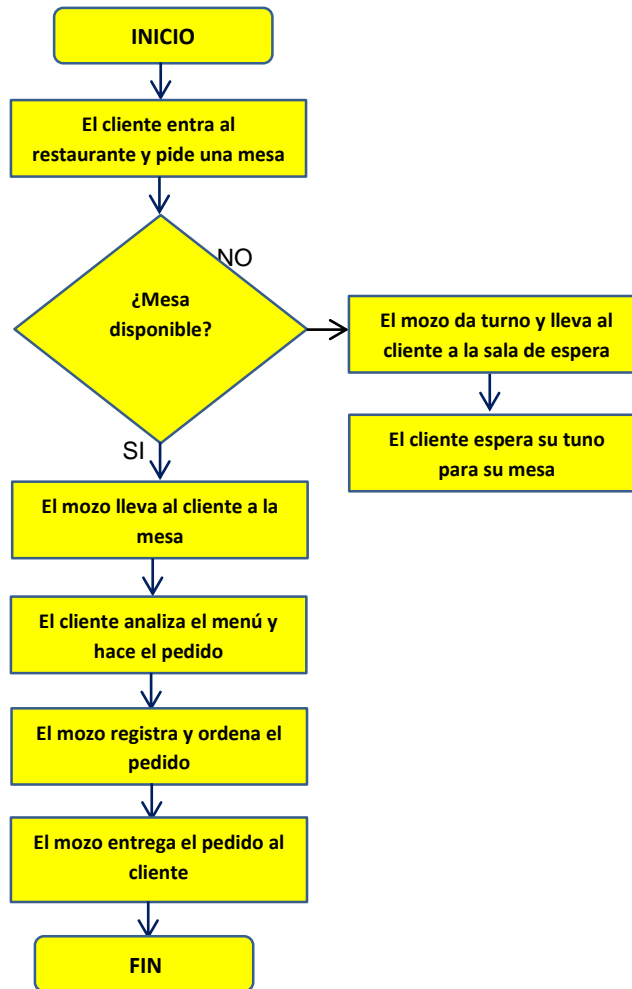 INICIO
El cliente entra al
restaurante y pide una mesa
NO
¿Mesa
disponible?
El mozo da turno y lleva al
cliente a la sala de espera
El cliente espera su tuno
para su mesa
SI
El mozo lleva al cliente a la
mesa
El cliente analiza el menú y
hace el pedido
El mozo registra y ordena el
pedido
El mozo entrega el pedido al
cliente
FIN